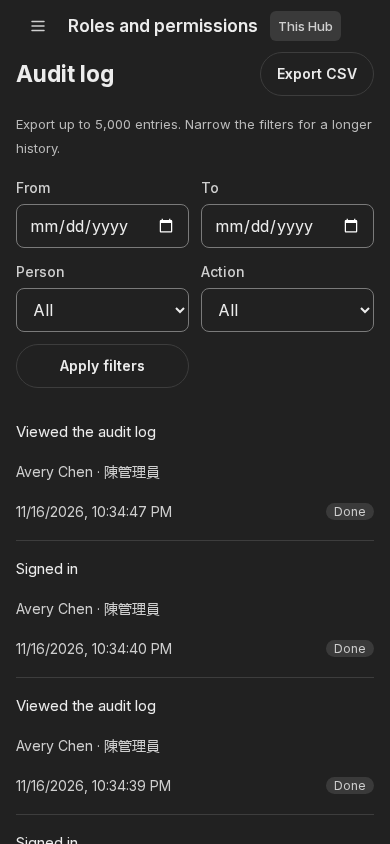 Roles and permissions
This Hub
Audit log
Export CSV
Export up to 5,000 entries. Narrow the filters for a longer
history.
From
To
mm/dd/yyyy
mm/dd/yyyy
Person
Action
All
All
Apply filters
Viewed the audit log
Avery Chen · 陳管理員
11/16/2026, 10:34:47 PM
Done
Signed in
Avery Chen · 陳管理員
11/16/2026, 10:34:40 PM
Done
Viewed the audit log
Avery Chen · 陳管理員
11/16/2026, 10:34:39 PM
Done
Signed in